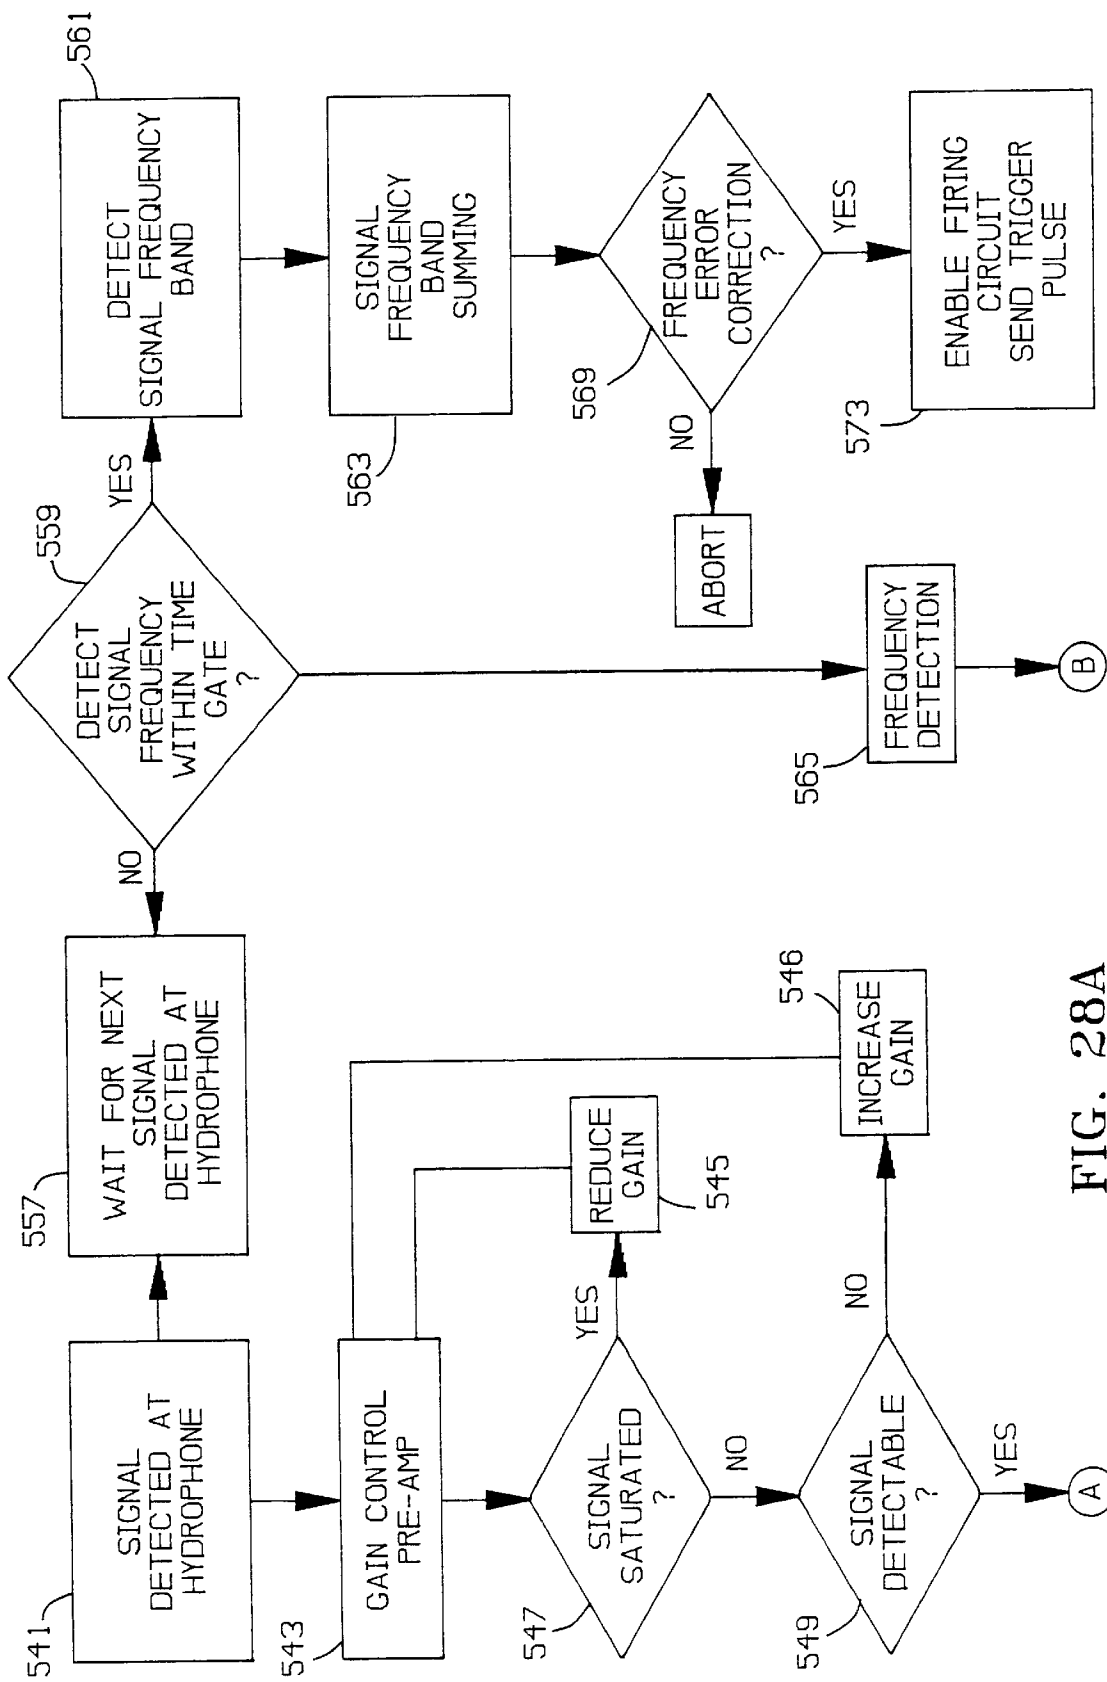 541
SIGNAL
DETECTED AT
HYDROPHONE
557
WAIT FOR NEXT
SIGNAL
DETECTED AT
HYDROPHONE
NO
559
DETECT
SIGNAL
FREQUENCY
WITHIN TIME
GATE
?
YES
561
DETECT
SIGNAL FREQUENCY
BAND
543
GAIN CONTROL
PRE-AMP
563
SIGNAL
FREQUENCY
BAND
SUMMING
547
SIGNAL
SATURATED
?
YES
REDUCE
GAIN
545
NO
569
FREQUENCY
ERROR
CORRECTION
?
NO
ABORT
YES
549
SIGNAL
DETECTABLE
?
NO
INCREASE
GAIN
546
YES
A
565
FREQUENCY
DETECTION
B
573
ENABLE FIRING
CIRCUIT
SEND TRIGGER
PULSE
FIG. 28A